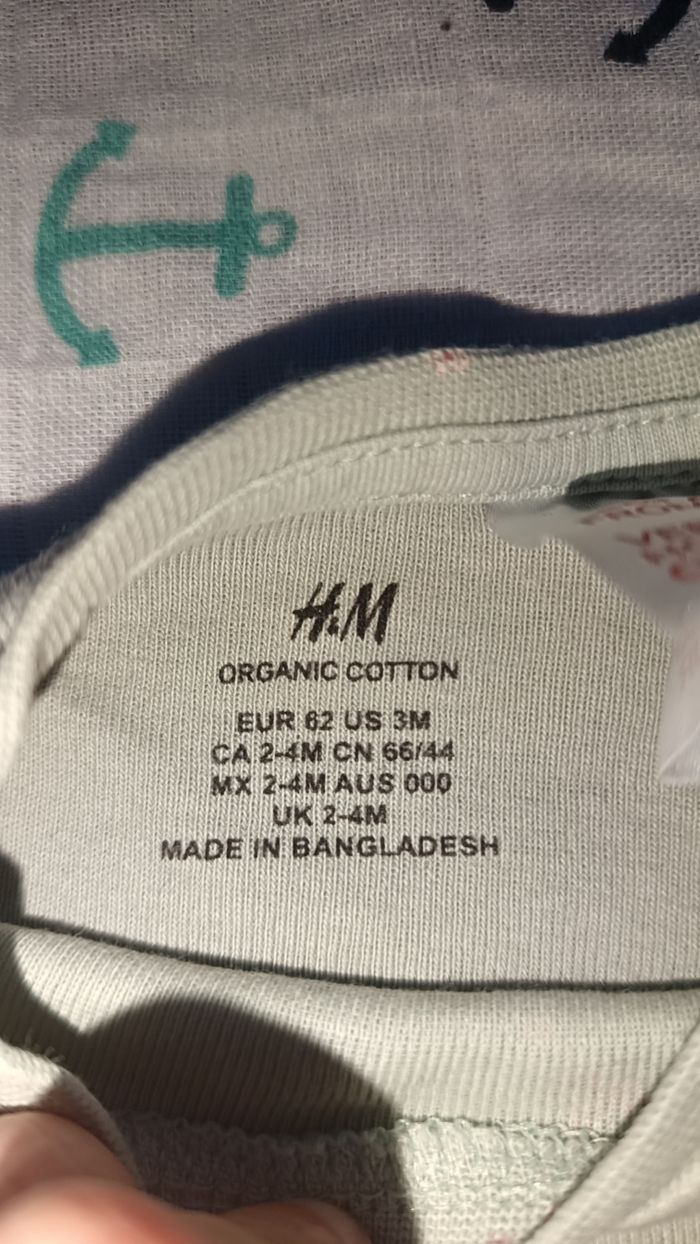 H&M
ORGANIC COTTON
EUR 62 US 3M
CA 2-4M CN 66/44
MX 2-4M AUS 000
UK 2-4M
MADE IN BANGLADESH